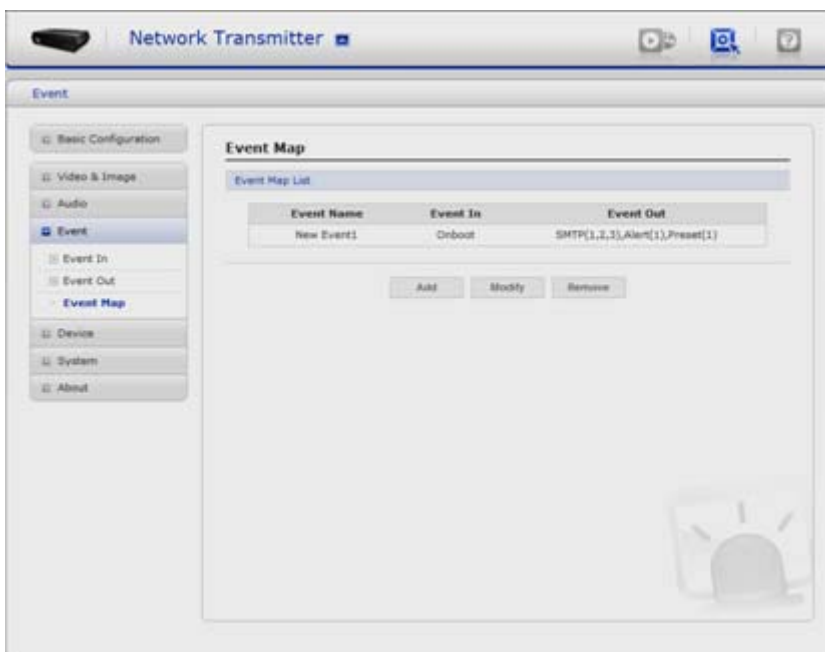 Network Transmitter
Event
Basic Configuration
Video & Image
Audio
Event
Event In
Event Out
Event Map
Device
System
About
Event Map
Event Map List
Event Name Event In Event Out
New Event1 Onboot SMTP(1,2,3),Alert(1),Preset(1)
Add Modify Remove